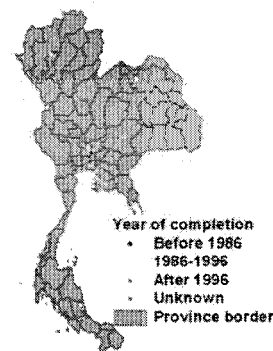 Year of completion
Before 1986
1986-1996
After 1996
Unknown
Province border